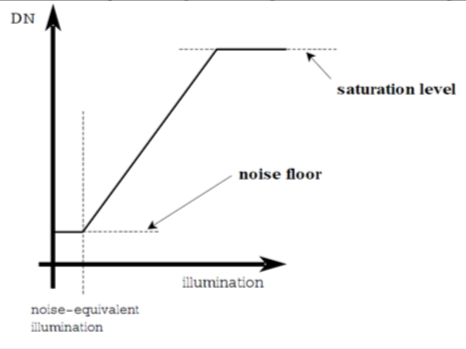 DN
saturation level
noise floor
illumination
noise-equivalent
illumination